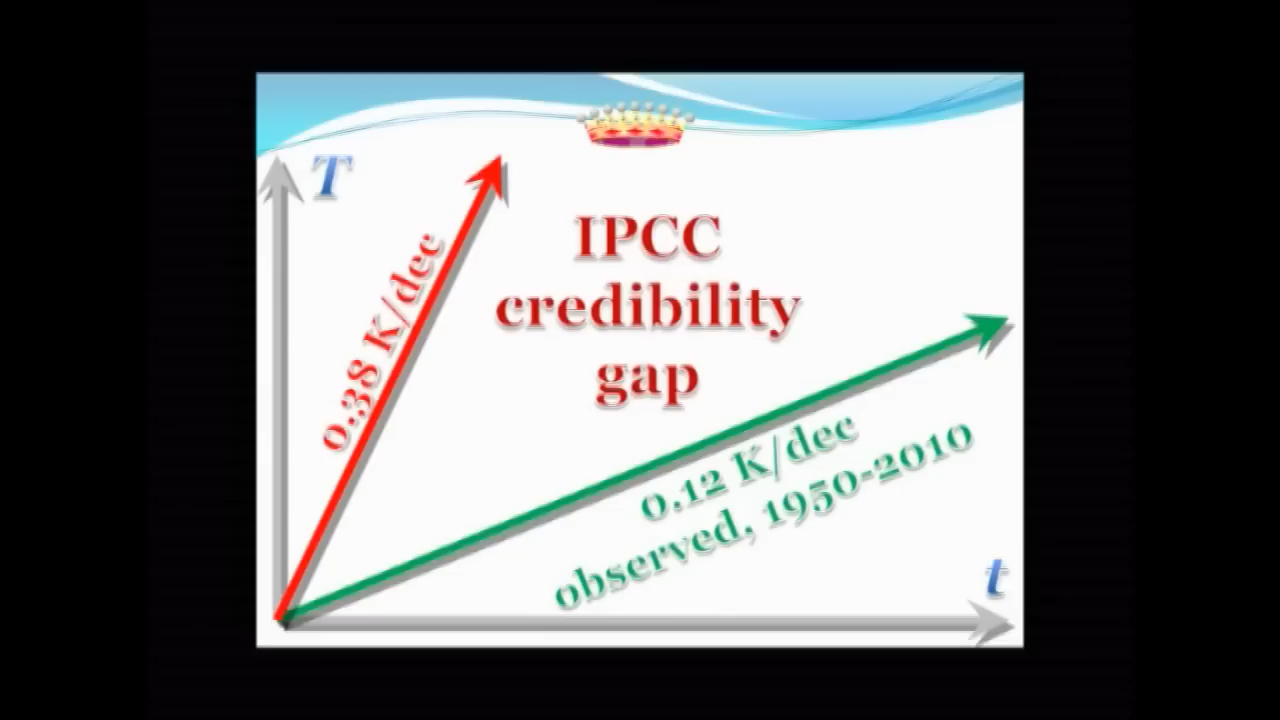 T
0.38 K/dec
IPCC
credibility
gap
0.12 K/dec
observed, 1950-2010
t